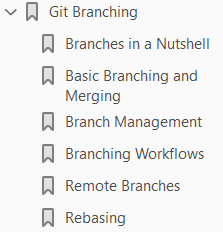 Git Branching
Branches in a Nutshell
Basic Branching and
Merging
Branch Management
Branching Workflows
Remote Branches
Rebasing